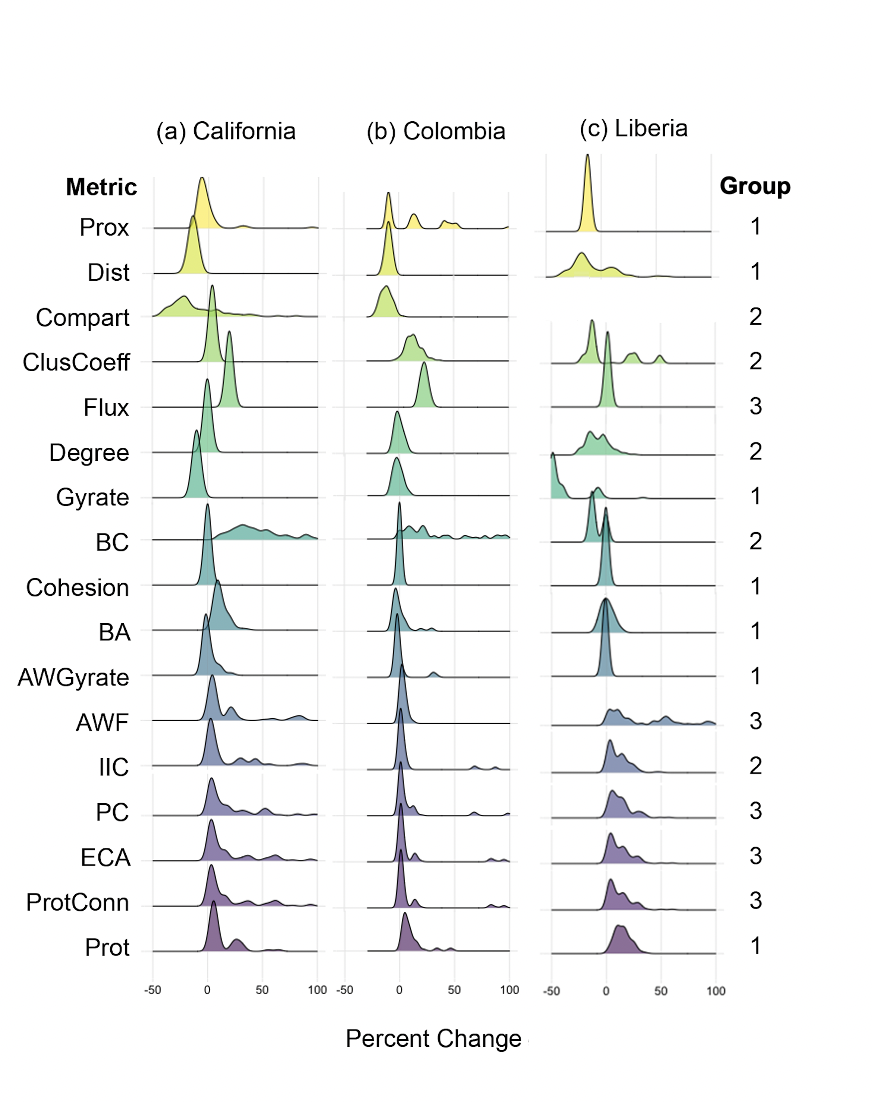 (a) California (b) Colombia (c) Liberia
Metric Group
Prox 1
Dist 1
Compart 2
ClusCoeff 2
Flux 3
Degree 2
Gyrate 1
BC 2
Cohesion 1
BA 1
AWGyrate 1
AWF 3
IIC 2
PC 3
ECA 3
ProtConn 3
Prot 1
-50 0 50 100 -50 0 50 100 -50 0 50 100
Percent Change